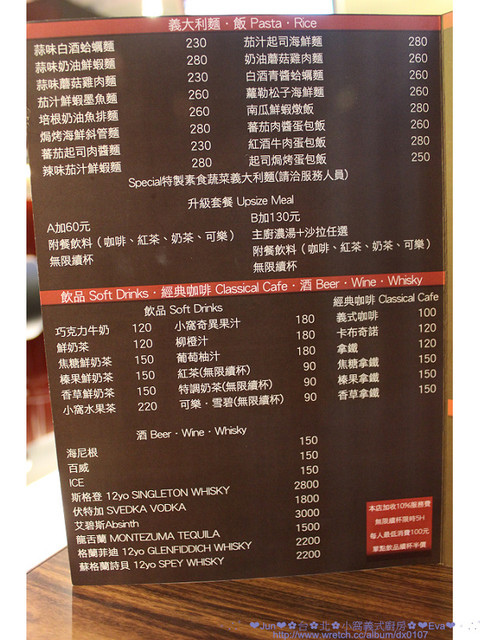 義大利麵．飯 Pasta．Rice
蒜味白酒蛤蠣麵 230
蒜味奶油鮮蝦麵 260
蒜味蘑菇雞肉麵 230
茄汁鮮蝦墨魚麵 260
培根奶油魚排麵 260
焗烤海鮮斜管麵 280
蕃茄起司肉醬麵 230
辣味茄汁鮮蝦麵 280
茄汁起司海鮮麵 280
奶油蘑菇雞肉麵 260
白酒青醬蛤蠣麵 280
蘿勒松子海鮮麵 260
南瓜鮮蝦燉飯 280
蕃茄肉醬蛋包飯 260
紅酒牛肉蛋包飯 280
起司焗烤蛋包飯 250
Special特製素食蔬菜義大利麵(請洽服務人員)
升級套餐 Upsize Meal
A加60元
附餐飲料（咖啡、紅茶、奶茶、可樂）
無限續杯
B加130元
主廚濃湯+沙拉任選
附餐飲料（咖啡、紅茶、奶茶、可樂）
無限續杯
飲品 Soft Drinks．經典咖啡 Classical Cafe．酒 Beer．Wine．Whisky
飲品 Soft Drinks
巧克力牛奶 120
鮮奶茶 120
焦糖鮮奶茶 150
榛果鮮奶茶 150
香草鮮奶茶 150
小窩水果茶 220
小窩奇異果汁 180
柳橙汁 180
葡萄柚汁 180
紅茶(無限續杯) 90
特調奶茶(無限續杯) 90
可樂．雪碧(無限續杯) 90
經典咖啡 Classical Cafe
義式咖啡 100
卡布奇諾 120
拿鐵 120
焦糖拿鐵 150
榛果拿鐵 150
香草拿鐵 150
酒 Beer．Wine．Whisky
海尼根 150
百威 150
ICE 150
斯格登 12yo SINGLETON WHISKY 2800
伏特加 SVEDKA VODKA 1800
艾碧斯Absinth 3000
龍舌蘭 MONTEZUMA TEQUILA 1500
格蘭菲迪 12yo GLENFIDDICH WHISKY 2200
蘇格蘭詩貝 12yo SPEY WHISKY 2200
本店加收10%服務費
無限續杯限時5H
每人最低消費100元
單點飲品續杯半價
❤Jun❤✿台✿北✿小窩義式廚房✿❤Eva❤
http://www.wretch.cc/album/dx0107